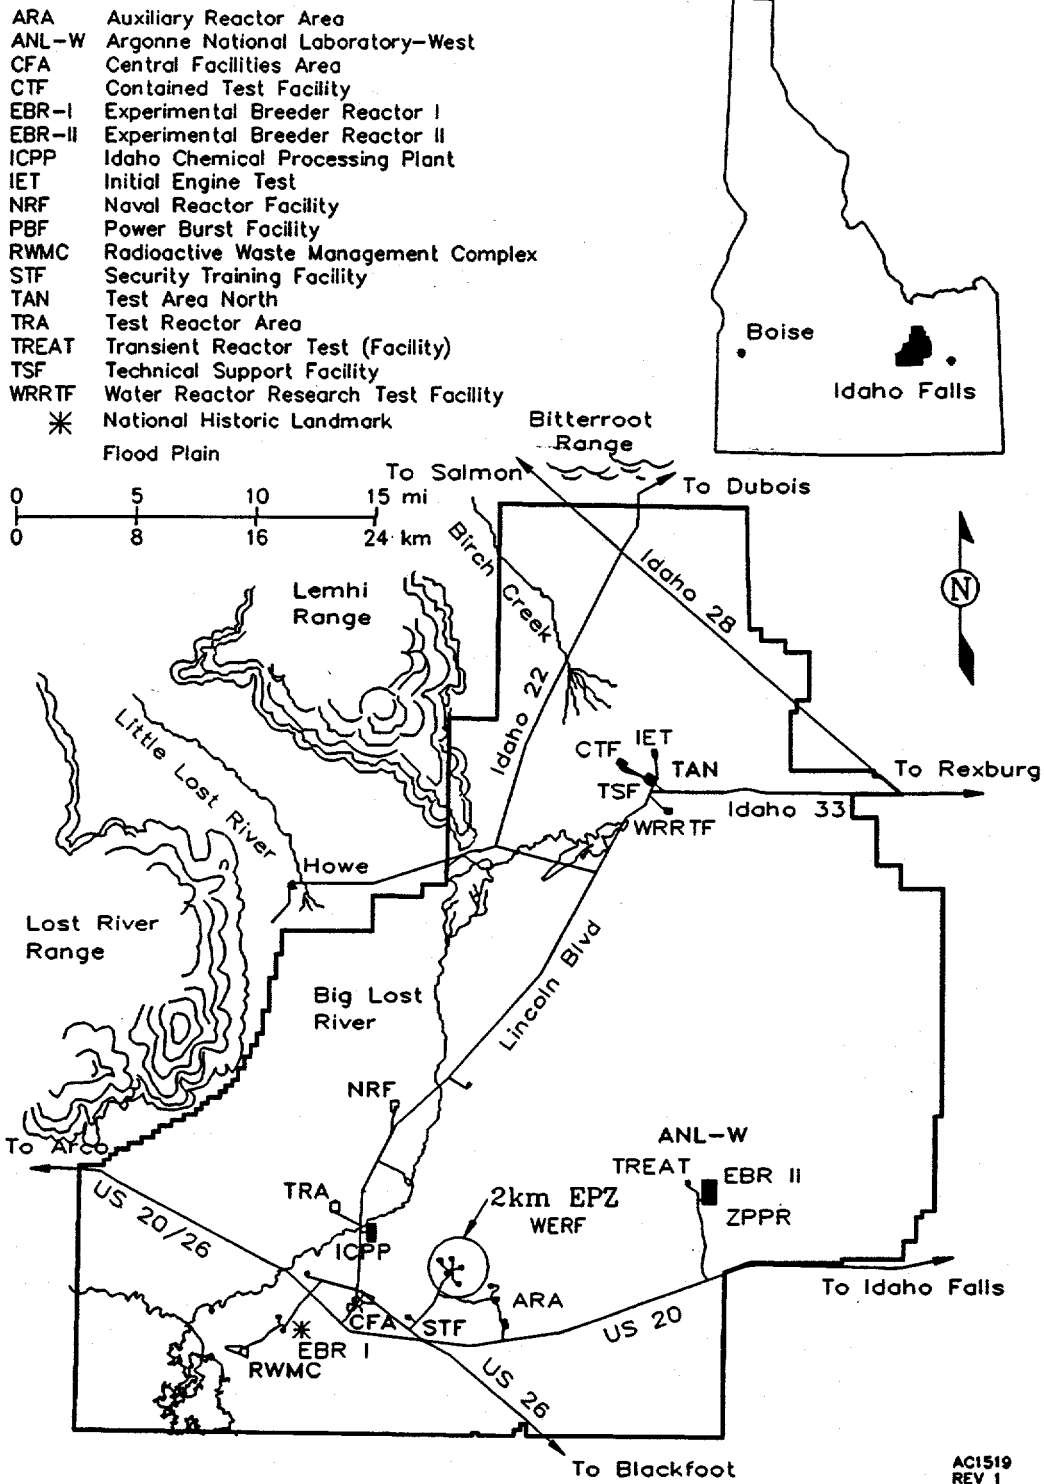 ARA Auxiliary Reactor Area
ANL-W Argonne National Laboratory-West
CFA Central Facilities Area
CTF Contained Test Facility
EBR-I Experimental Breeder Reactor I
EBR-II Experimental Breeder Reactor II
ICPP Idaho Chemical Processing Plant
IET Initial Engine Test
NRF Naval Reactor Facility
PBF Power Burst Facility
RWMC Radioactive Waste Management Complex
STF Security Training Facility
TAN Test Area North
TRA Test Reactor Area
TREAT Transient Reactor Test (Facility)
TSF Technical Support Facility
WRRTF Water Reactor Research Test Facility
National Historic Landmark
Flood Plain
Boise
Idaho Falls
0 5 10 15 mi
0 8 16 24 km
Bitterroot
Range
To Salmon
To Dubois
N
Birch Creek
Idaho 28
Lemhi
Range
Idaho 22
Little Lost River
CTF
IET
TAN
TSF
WRRTF
To Rexburg
Idaho 33
Howe
Lost River
Range
Big Lost
River
Lincoln Blvd
NRF
To Arco
US 20/26
TRA
ICPP
2km EPZ
WERF
ANL-W
TREAT
EBR II
ZPPR
To Idaho Falls
ARA
US 20
CFA
STF
EBR I
RWMC
US 26
To Blackfoot
AC1519
REV 1